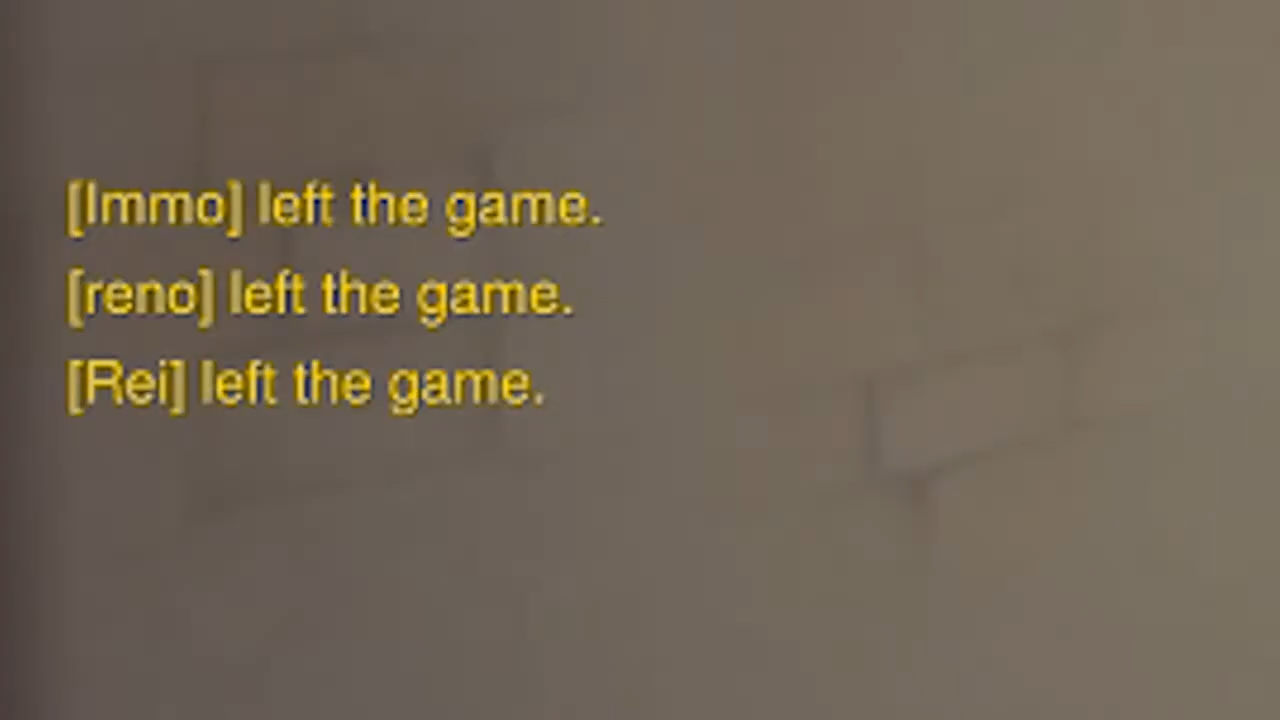 [Immo] left the game.
[reno] left the game.
[Rei] left the game.